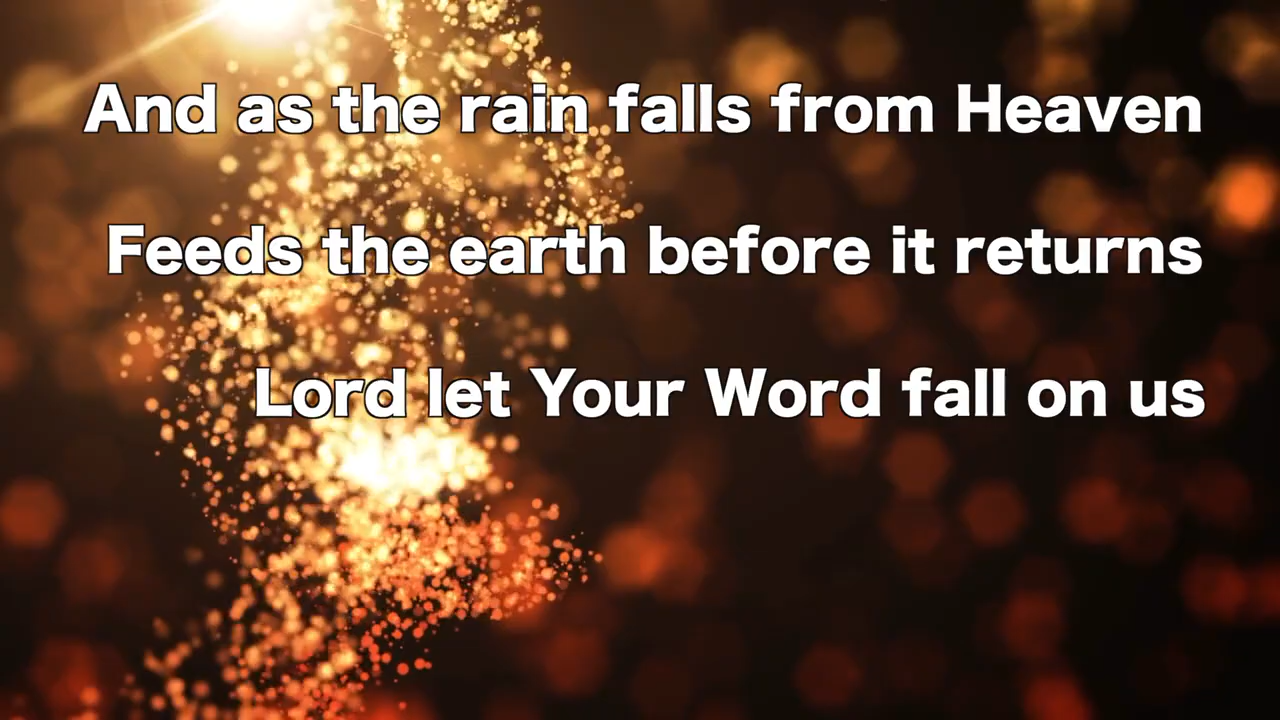 And as the rain falls from Heaven
Feeds the earth before it returns
Lord let Your Word fall on us